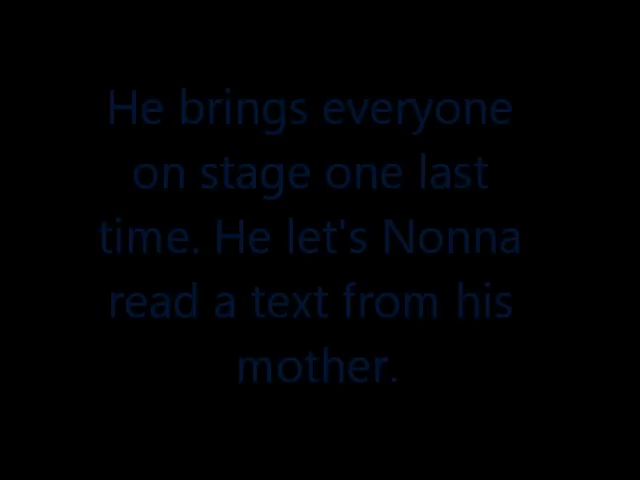 He brings everyone
on stage one last
time. He let's Nonna
read a text from his
mother.